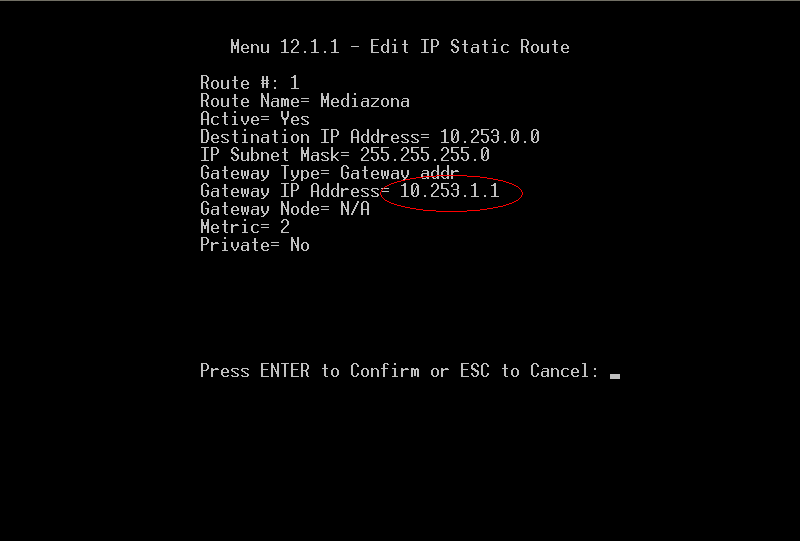 Menu 12.1.1 - Edit IP Static Route
Route #: 1
Route Name= Mediazona
Active= Yes
Destination IP Address= 10.253.0.0
IP Subnet Mask= 255.255.255.0
Gateway Type= Gateway addr
Gateway IP Address= 10.253.1.1
Gateway Node= N/A
Metric= 2
Private= No
Press ENTER to Confirm or ESC to Cancel: